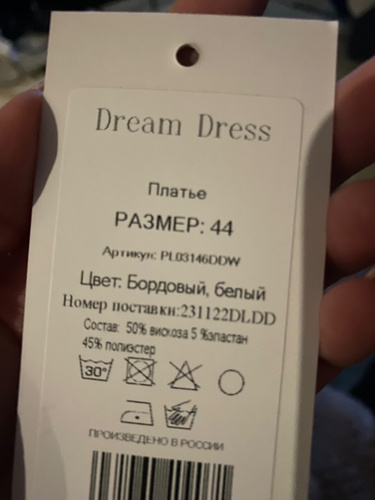 Dream Dress
Платье
РАЗМЕР: 44
Артикул: PL03146DDW
Цвет: Бордовый, белый
Номер поставки:231122DLDD
Состав: 50% вискоза 5 %эластан
45% полиэстер
30°
ПРОИЗВЕДЕНО В РОССИИ